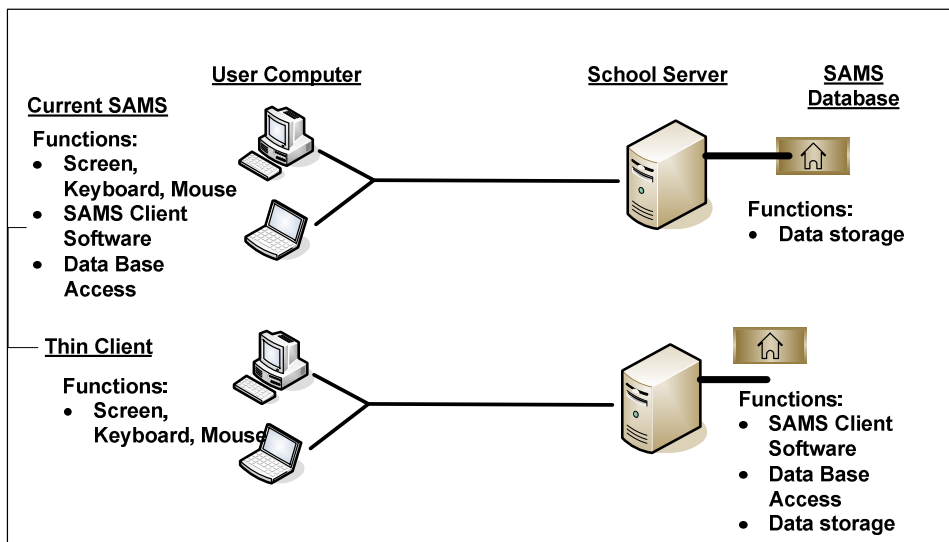 User Computer
School Server
SAMS
Database
Current SAMS
Functions:
• Screen,
Keyboard, Mouse
• SAMS Client
Software
• Data Base
Access
Functions:
• Data storage
Thin Client
Functions:
• Screen,
Keyboard, Mouse
Functions:
• SAMS Client
Software
• Data Base
Access
• Data storage